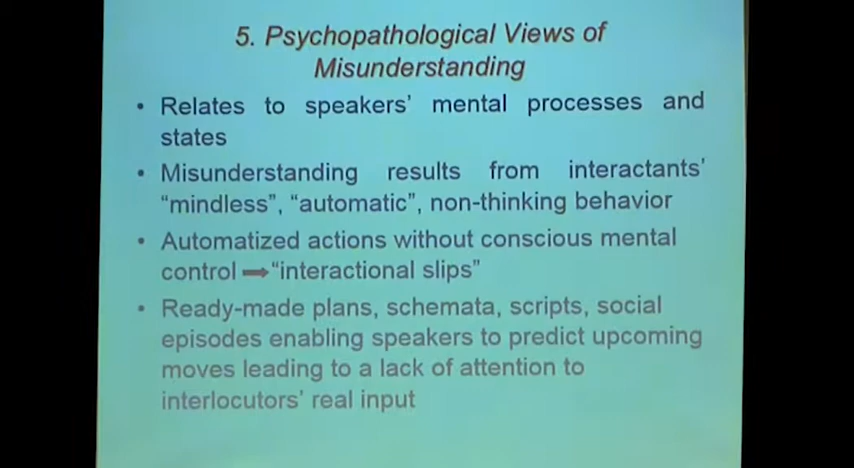 5. Psychopathological Views of
Misunderstanding
• Relates to speakers' mental processes and
states
• Misunderstanding results from interactants'
“mindless”, “automatic”, non-thinking behavior
• Automatized actions without conscious mental
control ➡“interactional slips”
• Ready-made plans, schemata, scripts, social
episodes enabling speakers to predict upcoming
moves leading to a lack of attention to
interlocutors' real input